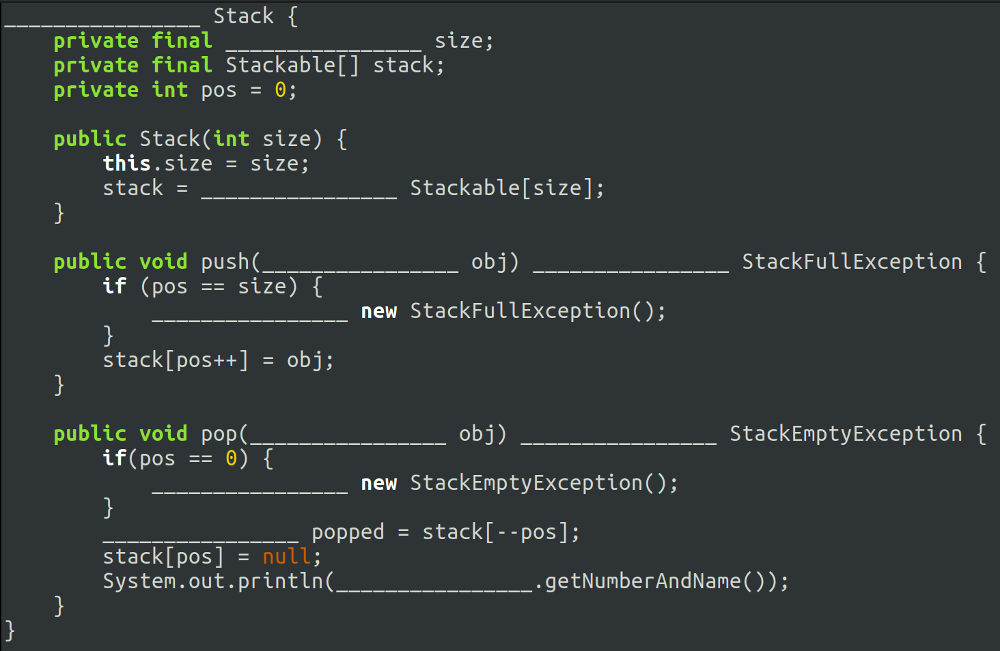 ________________ Stack {
    private final ________________ size;
    private final Stackable[] stack;
    private int pos = 0;

    public Stack(int size) {
        this.size = size;
        stack = ________________ Stackable[size];
    }

    public void push(________________ obj) ________________ StackFullException {
        if (pos == size) {
            ________________ new StackFullException();
        }
        stack[pos++] = obj;
    }

    public void pop(________________ obj) ________________ StackEmptyException {
        if(pos == 0) {
            ________________ new StackEmptyException();
        }
        ________________ popped = stack[--pos];
        stack[pos] = null;
        System.out.println(________________.getNumberAndName());
    }
}